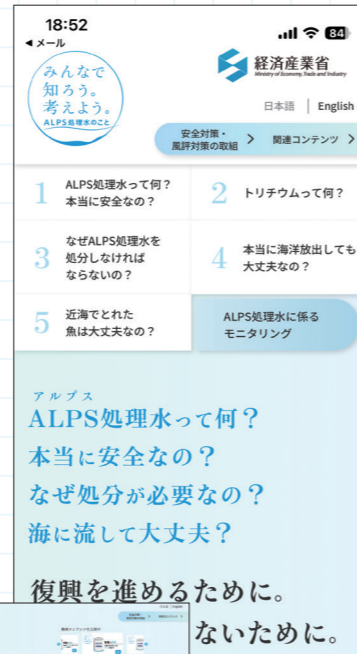 18:52
84
◀ メール
みんなで
知ろう。
考えよう。
ALPS処理水のこと
経済産業省
Ministry of Economy, Trade and Industry
日本語 | English
安全対策・
風評対策の取組 >
関連コンテンツ >
1 ALPS処理水って何?
本当に安全なの?
2 トリチウムって何?
3 なぜALPS処理水を
処分しなければ
ならないの?
4 本当に海洋放出しても
大丈夫なの?
5 近海でとれた
魚は大丈夫なの?
ALPS処理水に係る
モニタリング
アルプス
ALPS処理水って何?
本当に安全なの?
なぜ処分が必要なの?
海に流して大丈夫?
復興を進めるために。
ないために。